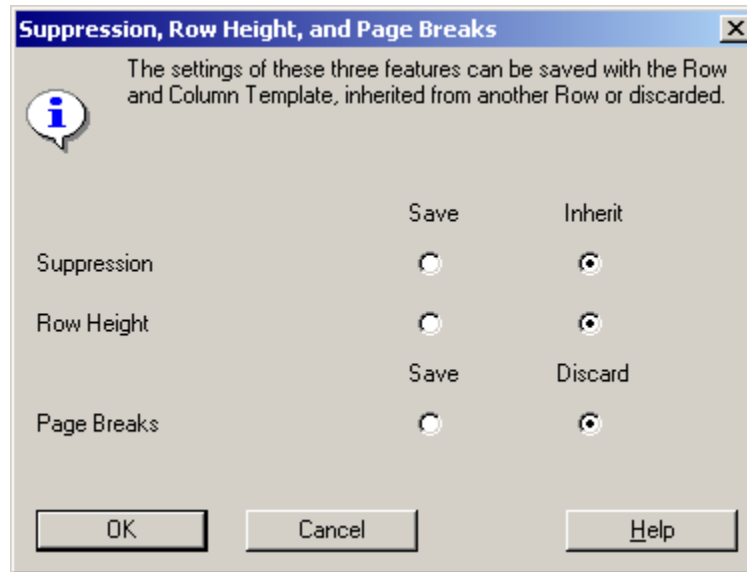 Suppression, Row Height, and Page Breaks
The settings of these three features can be saved with the Row
and Column Template, inherited from another Row or discarded.
Save Inherit
Suppression
Row Height
Save Discard
Page Breaks
OK Cancel Help